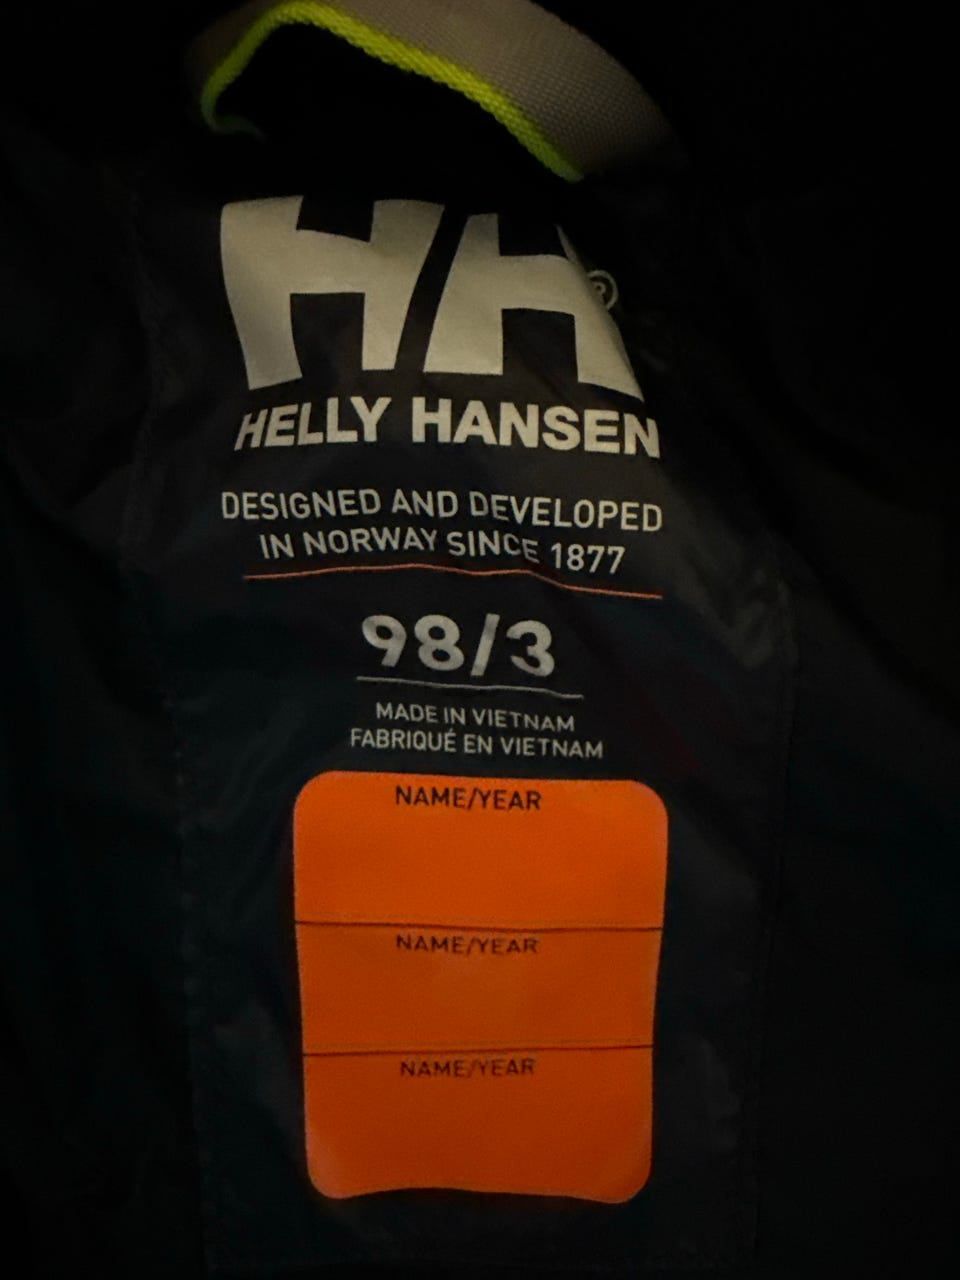 HH®
HELLY HANSEN
DESIGNED AND DEVELOPED
IN NORWAY SINCE 1877
98/3
MADE IN VIETNAM
FABRIQUÉ EN VIETNAM
NAME/YEAR
NAME/YEAR
NAME/YEAR